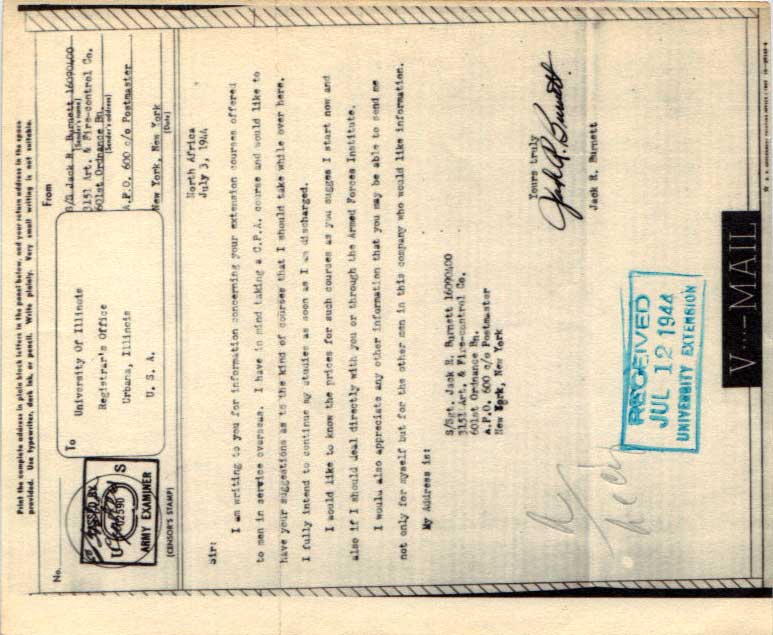 Print the complete address in plain block letters in the panel below, and your return address in the space
provided. Use typewriter, dark ink, or pencil. Write plainly. Very small writing is not suitable.
No.
PASSED BY
U S
12590
ARMY EXAMINER
(CENSOR'S STAMP)
To
University Of Illinois
Registrar's Office
Urbana, Illinois
U. S. A.
From
S/S Jack R. Burnett 16090400
(Sender's name)
3151 Art. & Fire-control Co.
(Sender's address)
601st Ordnance Bn.
A.P.O. 600 c/o Postmaster
New York, New York
(Date)
North Africa
July 3, 1944
Sir:
I am writing to you for information concerning your extension courses offered
to men in service overseas. I have in mind taking a C.P.A. course and would like to
have your suggestions as to the kind of courses that I should take while over here.
I fully intend to continue my studies as soon as I am discharged.
I would like to know the prices for such courses as you sugges I start now and
also if I should deal directly with you or through the Armed Forces Institute.
I would also appreciate any other information that you may be able to send me
not only for myself but for the other men in this company who would like information.
My Address is:
S/Sgt. Jack R. Burnett 16090400
3151 Art. & Fire-control Co.
601st Ordnance Bn.
A.P.O. 600 c/o Postmaster
New York, New York
Yours truly
Jack R. Burnett
Jack R. Burnett
RECEIVED
JUL 12 1944
UNIVERSITY EXTENSION
V···—MAIL